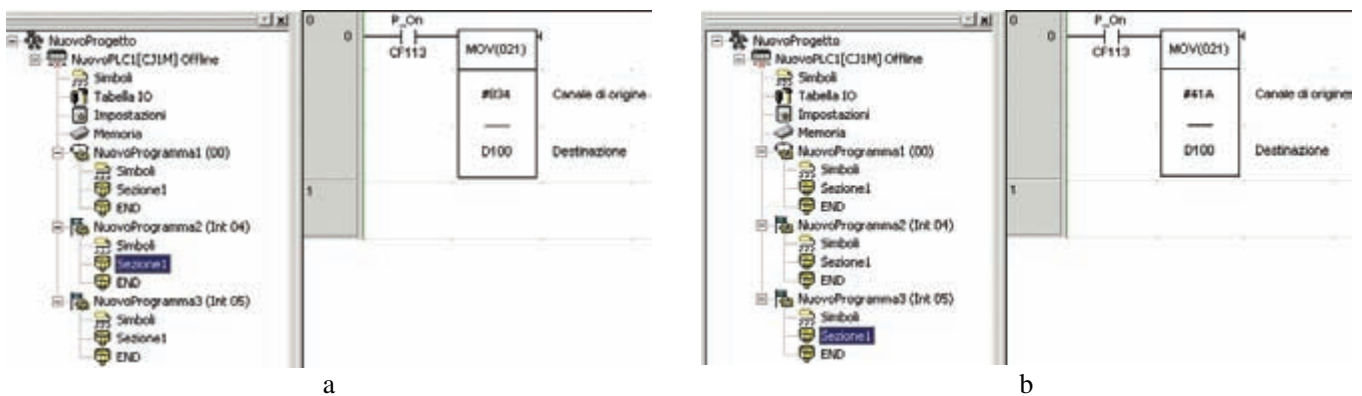 NuovoProgetto
NuovoPLC1[CJ1M] Offline
Simboli
Tabella IO
Impostazioni
Memoria
NuovoProgramma1 (00)
Simboli
Sezione1
END
NuovoProgramma2 (Int 04)
Simboli
Sezione1
END
NuovoProgramma3 (Int 05)
Simboli
Sezione1
END
0
0
P_On
CF113
MOV(021)
#B34
Canale di origine
D100
Destinazione
1
a
NuovoProgetto
NuovoPLC1[CJ1M] Offline
Simboli
Tabella IO
Impostazioni
Memoria
NuovoProgramma1 (00)
Simboli
Sezione1
END
NuovoProgramma2 (Int 04)
Simboli
Sezione1
END
NuovoProgramma3 (Int 05)
Simboli
Sezione1
END
0
0
P_On
CF113
MOV(021)
#41A
Canale di origine
D100
Destinazione
1
b